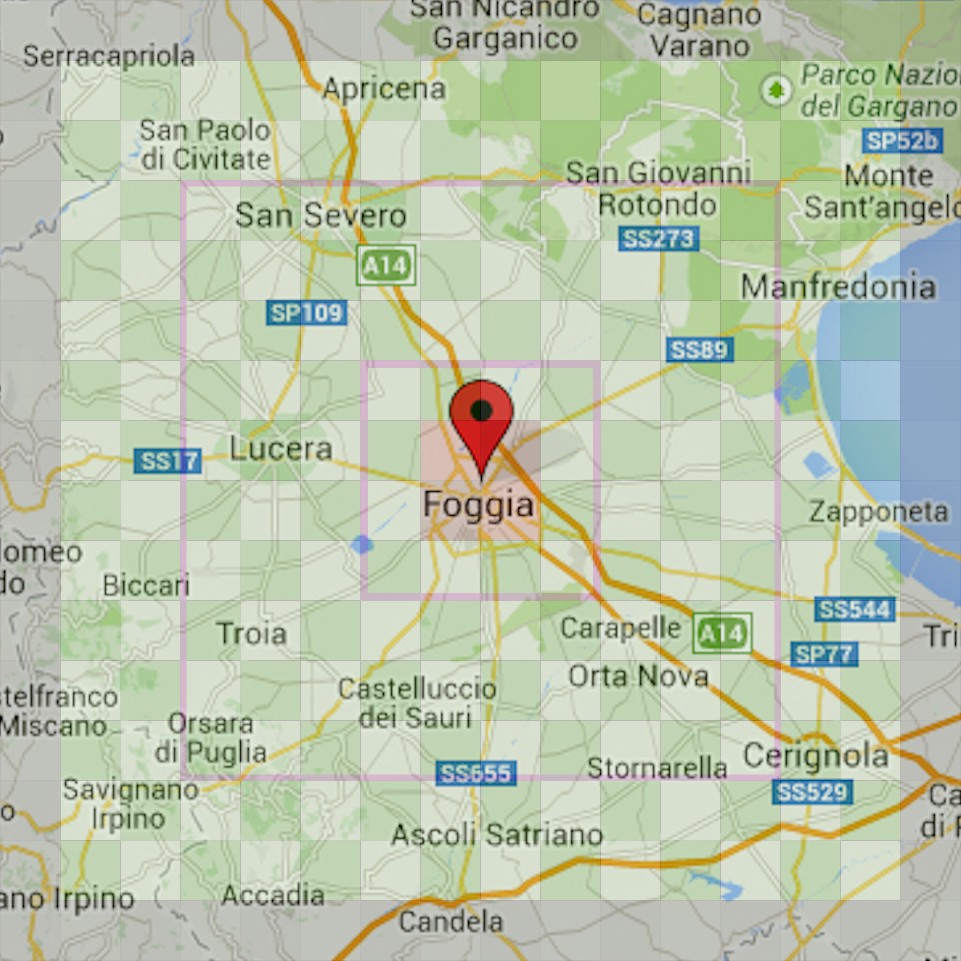 San Nicandro
Garganico
Cagnano
Varano
Serracapriola
Apricena
Parco Nazio
del Gargano
San Paolo
di Civitate
SP52b
San Giovanni
Rotondo
Monte
Sant'angelo
San Severo
SS273
A14
Manfredonia
SP109
SS89
Lucera
SS17
Foggia
Zapponeta
lomeo
do
Biccari
SS544
Troia
Carapelle
A14
Tri
SP77
Orta Nova
stelfranco
Miscano
Castelluccio
dei Sauri
Orsara
di Puglia
Cerignola
SS655
Stornarella
SS529
Savignano
Irpino
o
Ca
di
Ascoli Satriano
ano Irpino
Accadia
Candela